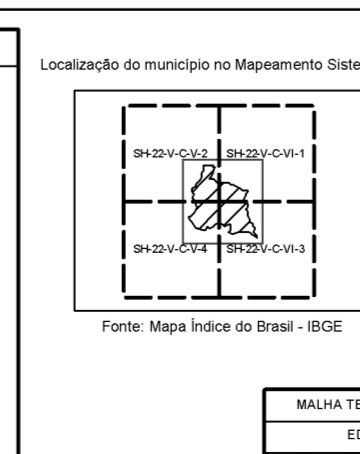 Localização do município no Mapeamento Siste
SH-22-V-C-V-2 SH-22-V-C-VI-1
SH-22-V-C-V-4 SH-22-V-C-VI-3
Fonte: Mapa Índice do Brasil - IBGE
MALHA TE
ED